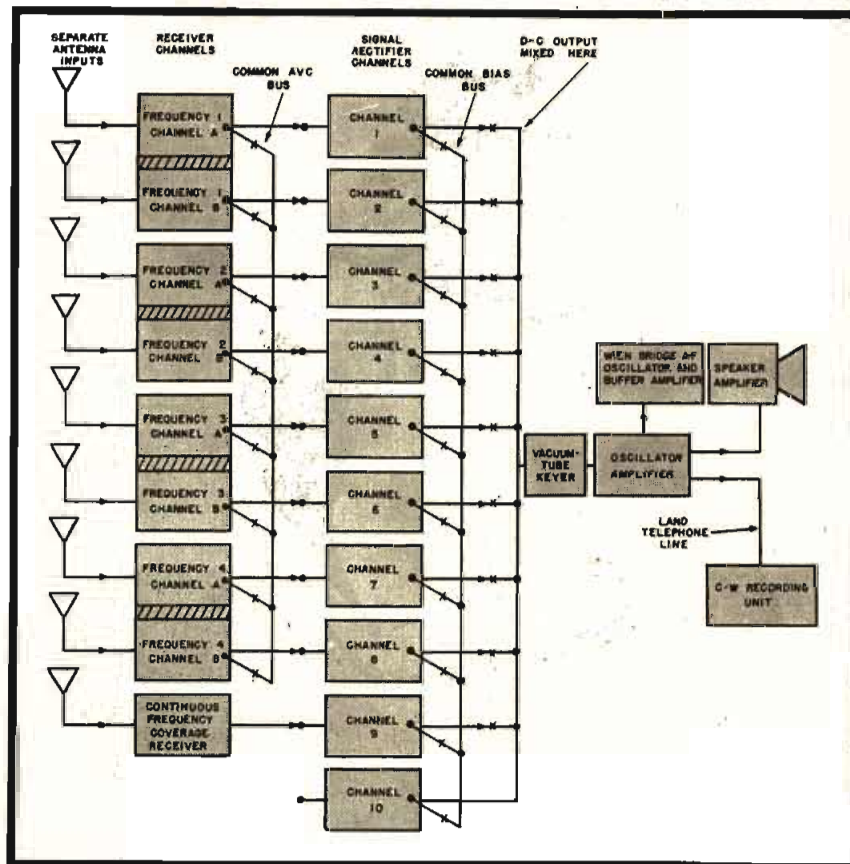 SEPARATE
ANTENNA
INPUTS
RECEIVER
CHANNELS
COMMON AVC
BUS
SIGNAL
RECTIFIER
CHANNELS
COMMON BIAS
BUS
D-C OUTPUT
MIXED HERE
FREQUENCY 1
CHANNEL A
FREQUENCY 1
CHANNEL B
FREQUENCY 2
CHANNEL A
FREQUENCY 2
CHANNEL B
FREQUENCY 3
CHANNEL A
FREQUENCY 3
CHANNEL B
FREQUENCY 4
CHANNEL A
FREQUENCY 4
CHANNEL B
CONTINUOUS
FREQUENCY
COVERAGE
RECEIVER
CHANNEL
1
CHANNEL
2
CHANNEL
3
CHANNEL
4
CHANNEL
5
CHANNEL
6
CHANNEL
7
CHANNEL
8
CHANNEL
9
CHANNEL
10
VACUUM-
TUBE
KEYER
WIEN BRIDGE A-F
OSCILLATOR AND
BUFFER AMPLIFIER
SPEAKER
AMPLIFIER
OSCILLATOR
AMPLIFIER
LAND
TELEPHONE
LINE
C-W RECORDING
UNIT